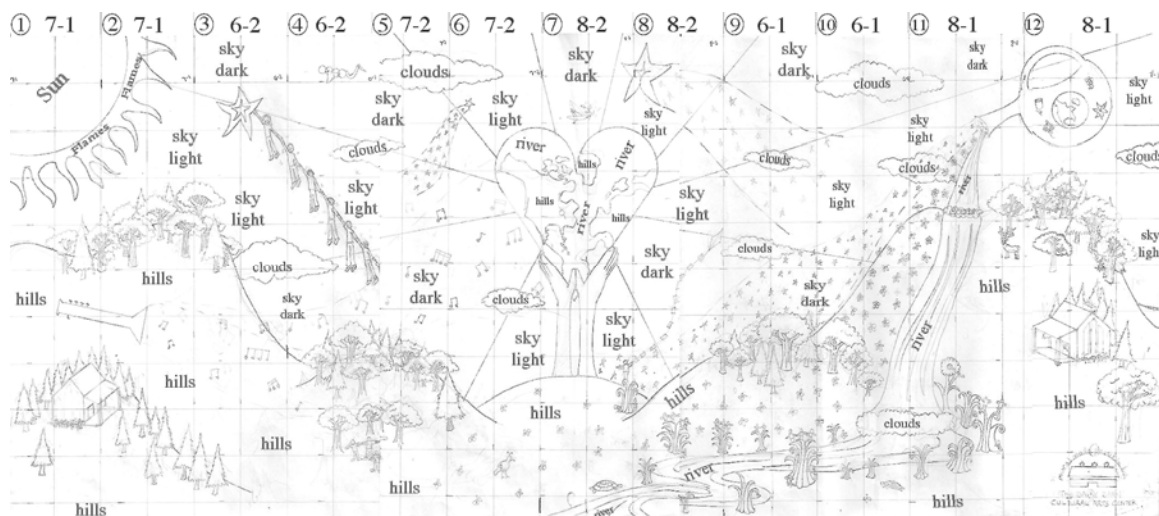 ① 7-1 ② 7-1 ③ 6-2 ④ 6-2 ⑤ 7-2 ⑥ 7-2 ⑦ 8-2 ⑧ 8-2 ⑨ 6-1 ⑩ 6-1 ⑪ 8-1 ⑫ 8-1
Sun
Flames
Flames
sky
light
hills
hills
hills
hills
sky
dark
sky
light
clouds
sky
dark
hills
clouds
sky
light
clouds
sky
dark
sky
dark
hills
sky
light
clouds
sky
light
sky
dark
river
hills
river
hills
river
hills
hills
sky
light
sky
light
sky
dark
hills
river
river
sky
dark
clouds
clouds
sky
light
clouds
sky
dark
sky
dark
sky
light
clouds
river
river
clouds
hills
hills
sky
light
clouds
sky
light
hills